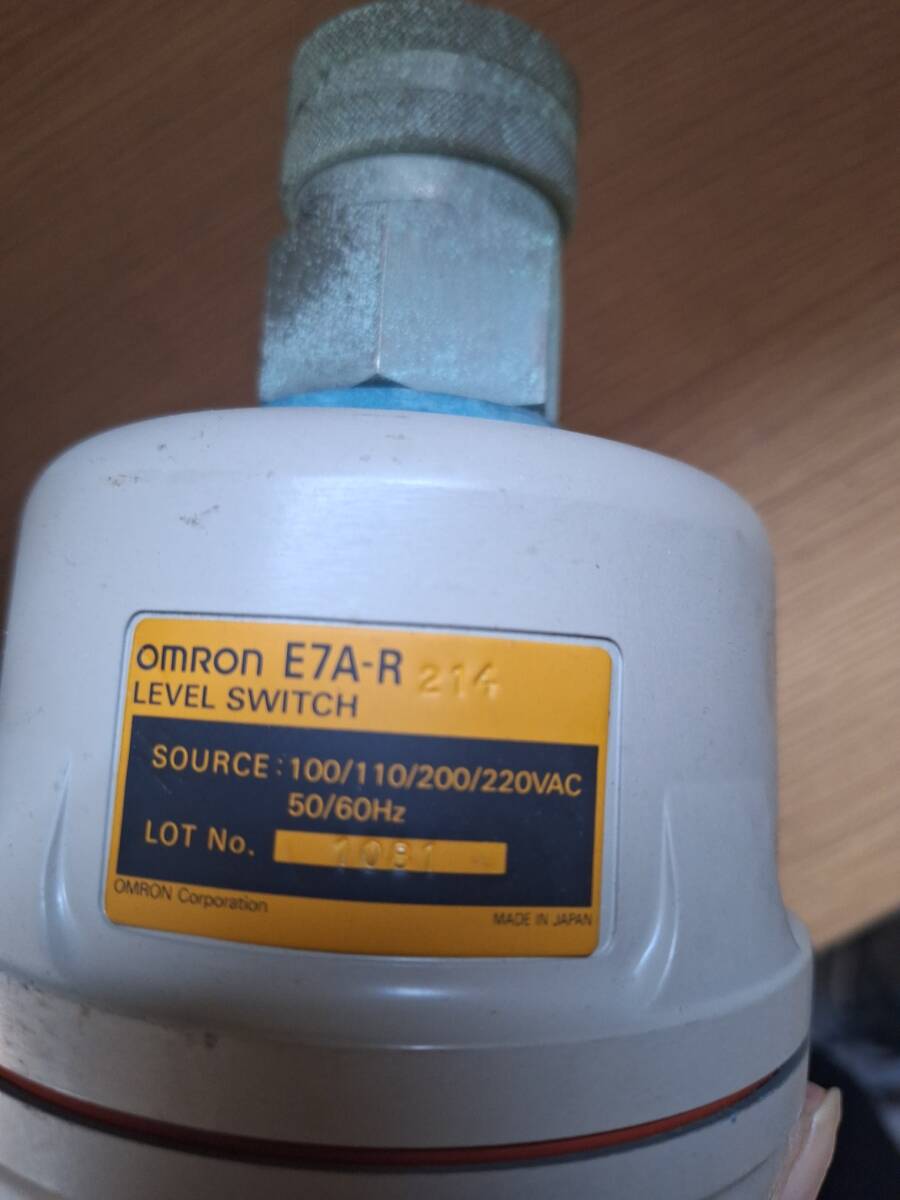 OMRON E7A-R 214
LEVEL SWITCH
SOURCE: 100/110/200/220VAC
50/60Hz
LOT No. 1081
OMRON Corporation
MADE IN JAPAN